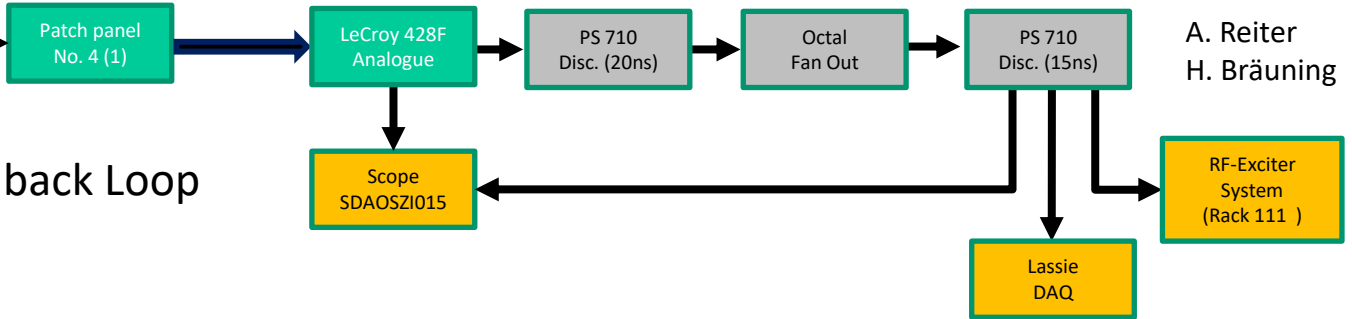 Patch panel
No. 4 (1)
LeCroy 428F
Analogue
PS 710
Disc. (20ns)
Octal
Fan Out
PS 710
Disc. (15ns)
A. Reiter
H. Bräuning
back Loop
Scope
SDAOSZI015
RF-Exciter
System
(Rack 111 )
Lassie
DAQ